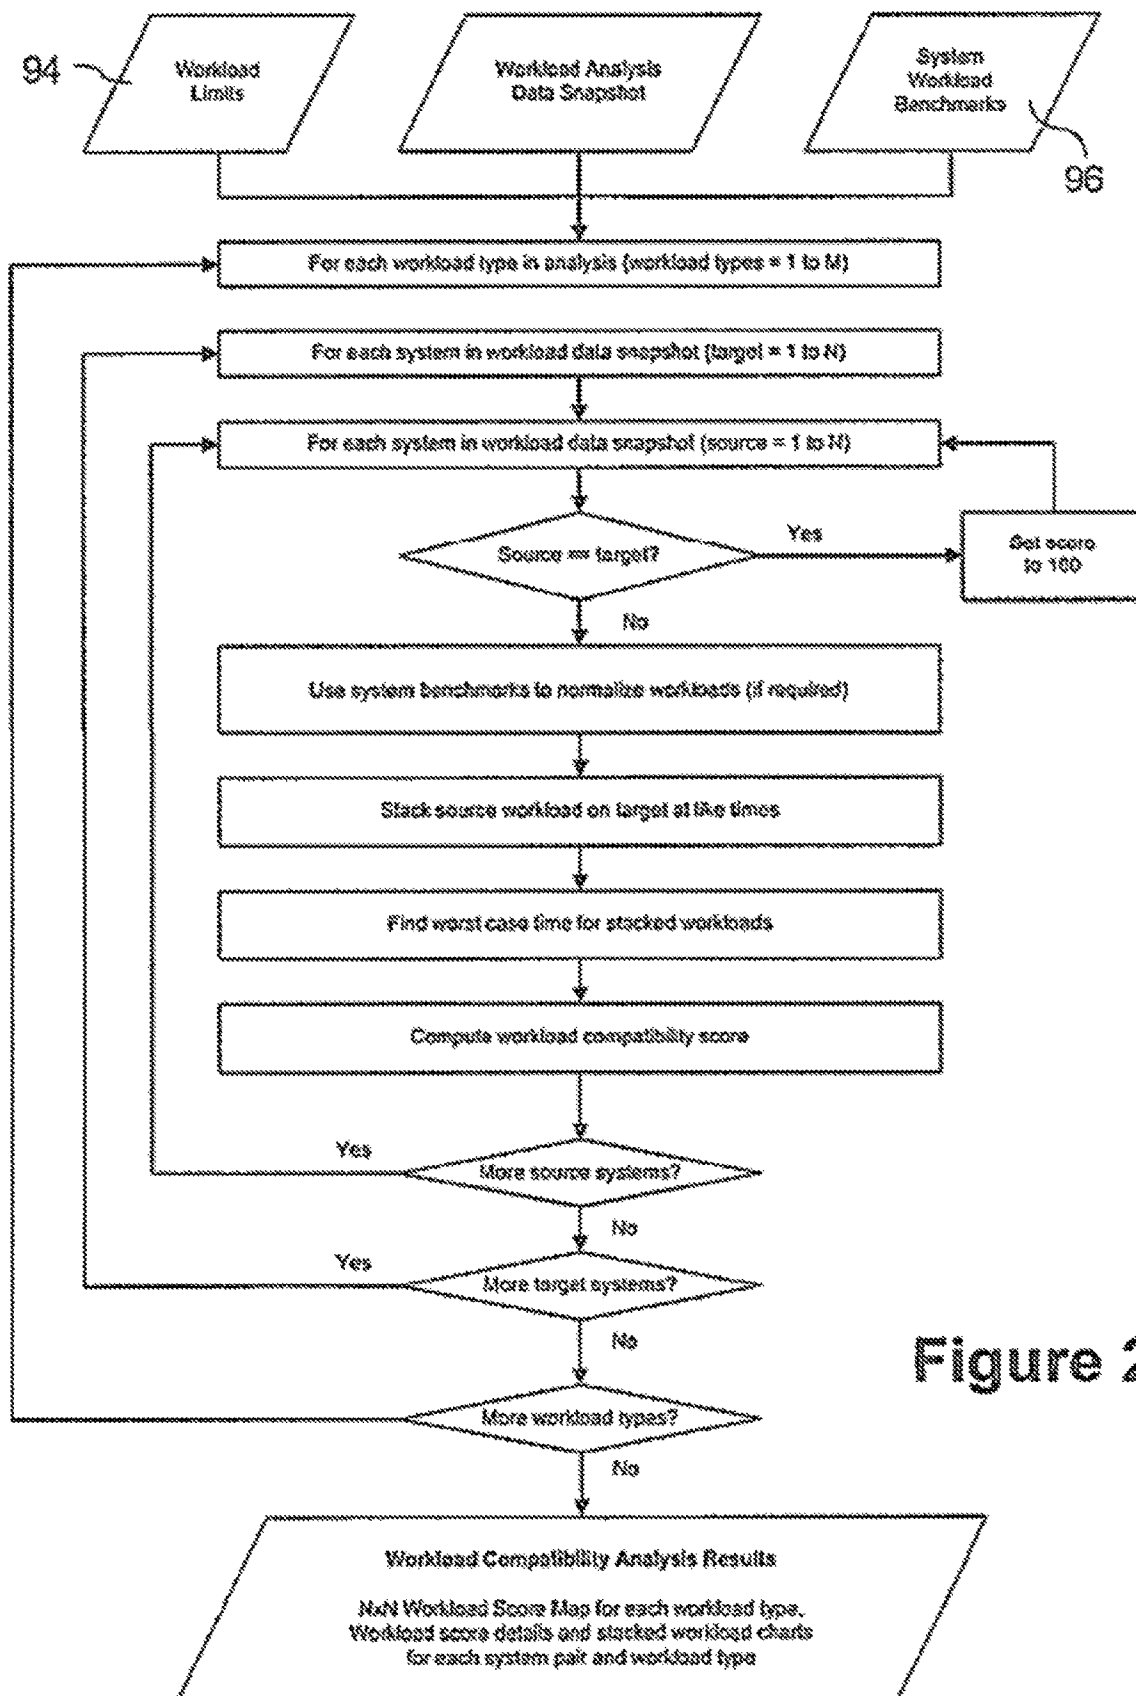 94
Workload
Limits
Workload Analysis
Data Snapshot
System
Workload
Benchmarks
96
For each workload type in analysis (workload types = 1 to M)
For each system in workload data snapshot (target = 1 to N)
For each system in workload data snapshot (source = 1 to N)
Source == target?
Yes
Set score
to 100
No
Use system benchmarks to normalize workloads (if required)
Stack source workload on target at like times
Find worst case time for stacked workloads
Compute workload compatibility score
Yes
More source systems?
No
Yes
More target systems?
No
Figure 2
More workload types?
No
Workload Compatibility Analysis Results
NxN Workload Score Map for each workload type.
Workload score details and stacked workload charts
for each system pair and workload type